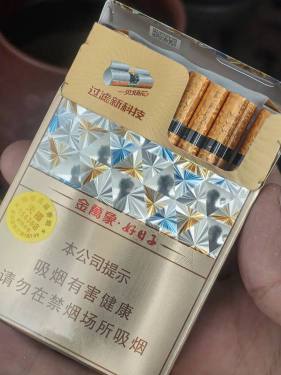 过滤新科技
金萬象·好日子
本公司提示
吸烟有害健康
请勿在禁烟场所吸烟